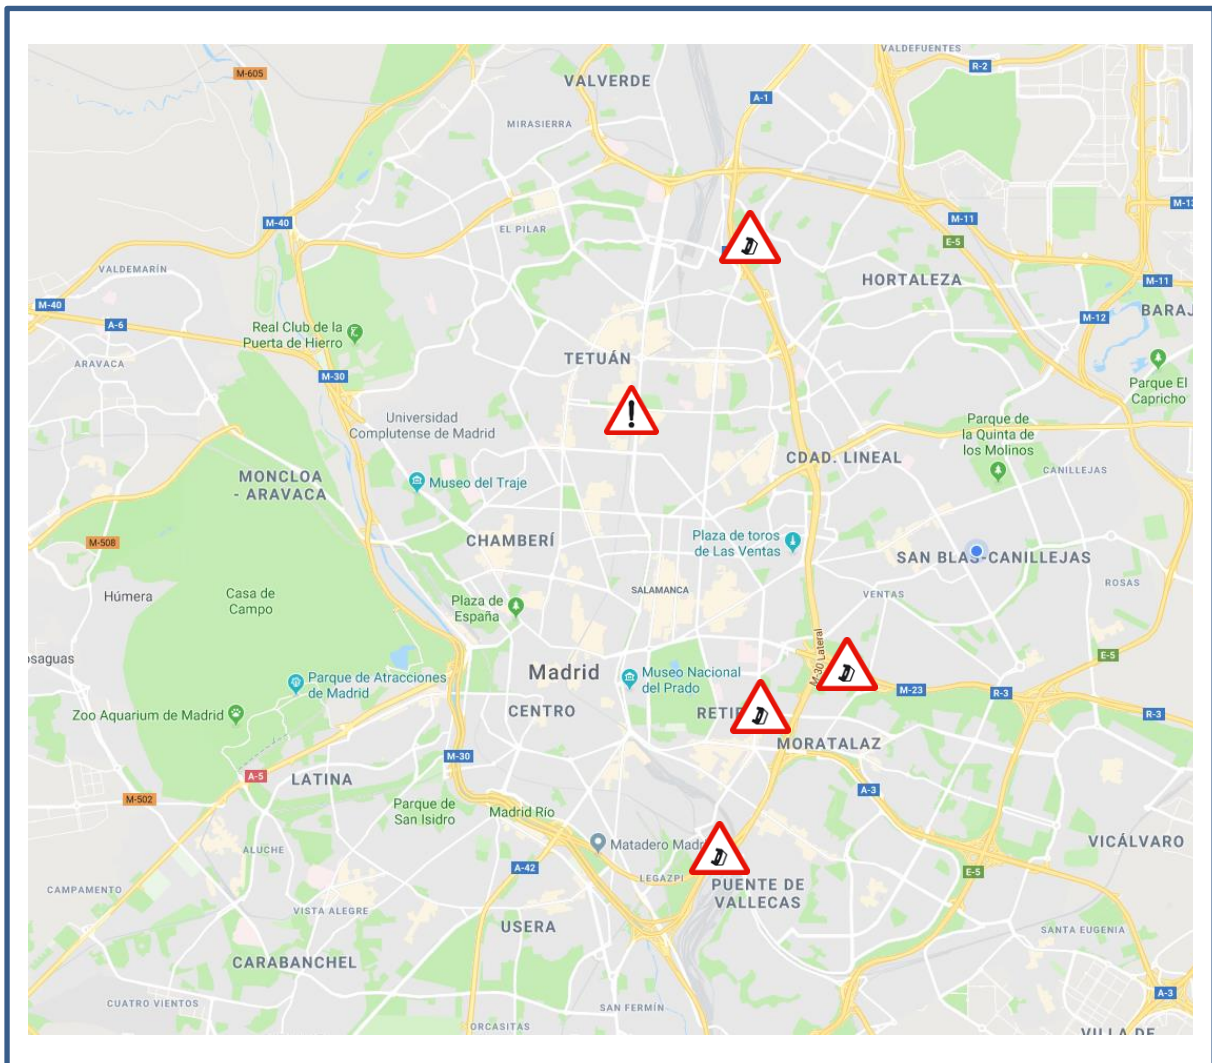 VALDEFUENTES
R-2
M-605
VALVERDE
A-1
MIRASIERRA
M-40
EL PILAR
M-11
E-5
VALDEMARÍN
HORTALEZA
M-11
M-40
A-6
Real Club de la
Puerta de Hierro
M-12
BARAJ
TETUÁN
ARAVACA
M-30
Parque El
Capricho
Universidad
Complutense de Madrid
Parque de
la Quinta de
los Molinos
CDAD. LINEAL
CANILLEJAS
MONCLOA
- ARAVACA
Museo del Traje
M-508
CHAMBERÍ
Plaza de toros
de Las Ventas
SAN BLAS-CANILLEJAS
ROSAS
Húmera
Casa de
Campo
Plaza de
España
SALAMANCA
VENTAS
M-30 Lateral
osaguas
E-5
Parque de Atracciones
de Madrid
Madrid
Museo Nacional
del Prado
M-23
R-3
R-3
Zoo Aquarium de Madrid
CENTRO
RETI
MORATALAZ
M-30
A-5
LATINA
A-3
M-502
Parque de
San Isidro
Madrid Río
Matadero Mad
VICÁLVARO
ALUCHE
A-42
LEGAZPI
E-5
CAMPAMENTO
PUENTE DE
VALLECAS
VISTA ALEGRE
USERA
SANTA EUGENIA
CARABANCHEL
A-3
CUATRO VIENTOS
SAN FERMÍN
ORCASITAS
VILLA DE